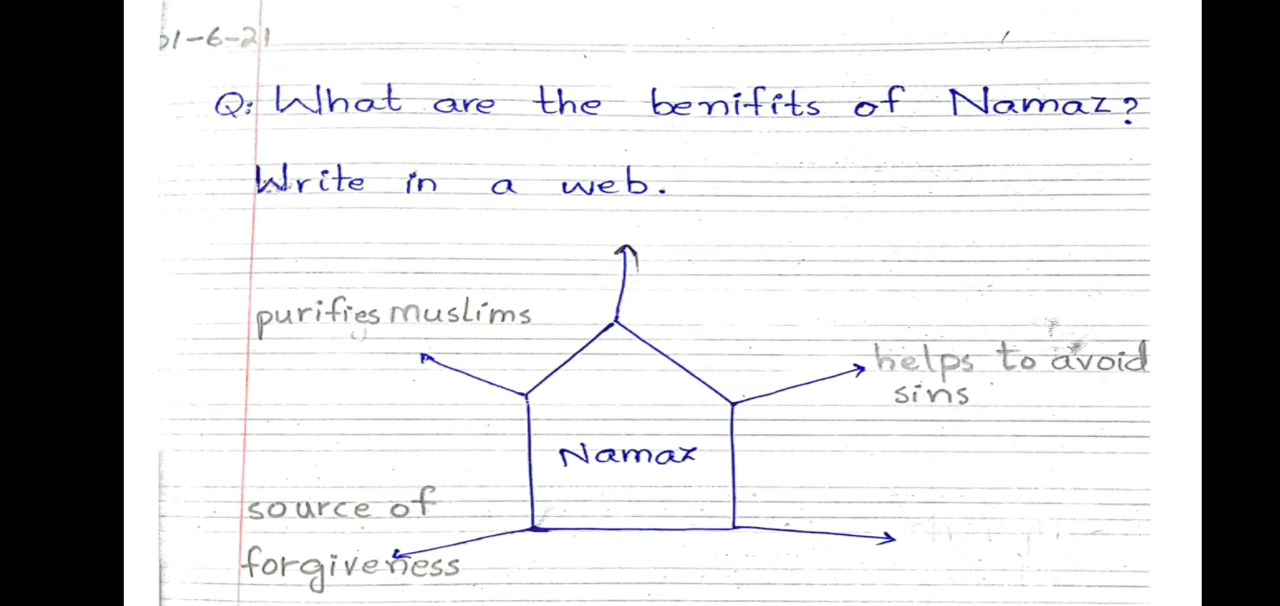 01-6-21
Q: What are the benifits of Namaz?
Write in a web.
purifies muslims
helps to avoid
sins
Namaz
source of
forgiveness